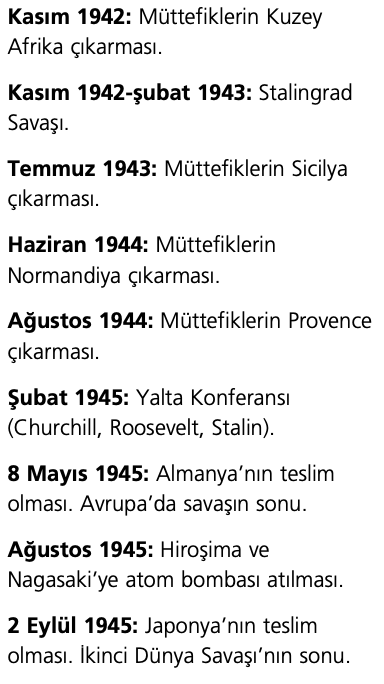 Kasım 1942: Müttefiklerin Kuzey
Afrika çıkarması.
Kasım 1942-şubat 1943: Stalingrad
Savaşı.
Temmuz 1943: Müttefiklerin Sicilya
çıkarması.
Haziran 1944: Müttefiklerin
Normandiya çıkarması.
Ağustos 1944: Müttefiklerin Provence
çıkarması.
Şubat 1945: Yalta Konferansı
(Churchill, Roosevelt, Stalin).
8 Mayıs 1945: Almanya’nın teslim
olması. Avrupa’da savaşın sonu.
Ağustos 1945: Hiroşima ve
Nagasaki’ye atom bombası atılması.
2 Eylül 1945: Japonya’nın teslim
olması. İkinci Dünya Savaşı’nın sonu.